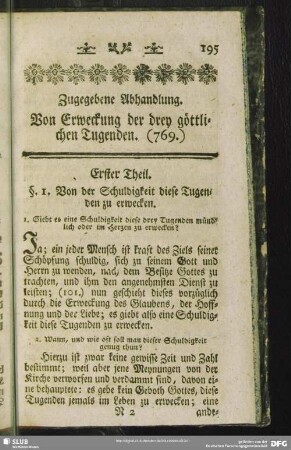 195
Zugegebene Abhandlung.
Von Erweckung der drey göttli-
chen Tugenden. (769.)
Erster Theil.
§. 1. Von der Schuldigkeit diese Tugen-
den zu erwecken.
1. Giebt es eine Schuldigkeit diese drey Tugenden münd-
lich oder im Herzen zu erwecken?
Ja; ein jeder Mensch ist kraft des Ziels seiner
Schöpfung schuldig, sich zu seinem Gott und
Herrn zu wenden, nach dem Besitze Gottes zu
trachten, und ihm den angenehmsten Dienst zu
leisten; (101.) nun geschieht dieses vorzüglich
durch die Erweckung des Glaubens, der Hoff-
nung und der Liebe; es giebt also eine Schuldig-
keit diese Tugenden zu erwecken.
2. Wann, und wie oft soll man dieser Schuldigkeit
genug thun?
Hierzu ist zwar keine gewisse Zeit und Zahl
bestimmt; weil aber jene Meynungen von der
Kirche verworfen und verdammt sind, davon ei-
ne behauptete: es gebe kein Geboth Gottes, diese
Tugenden jemals im Leben zu erwecken; eine
N 2
ande-
SLUB
DFG